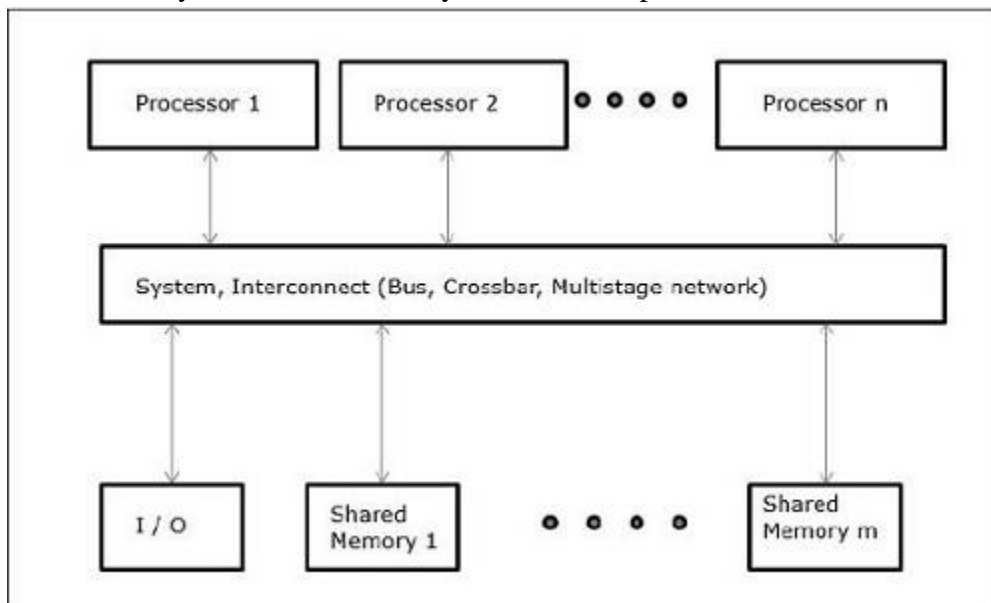 Processor 1
Processor 2
Processor n
System, Interconnect (Bus, Crossbar, Multistage network)
I / O
Shared
Memory 1
Shared
Memory m